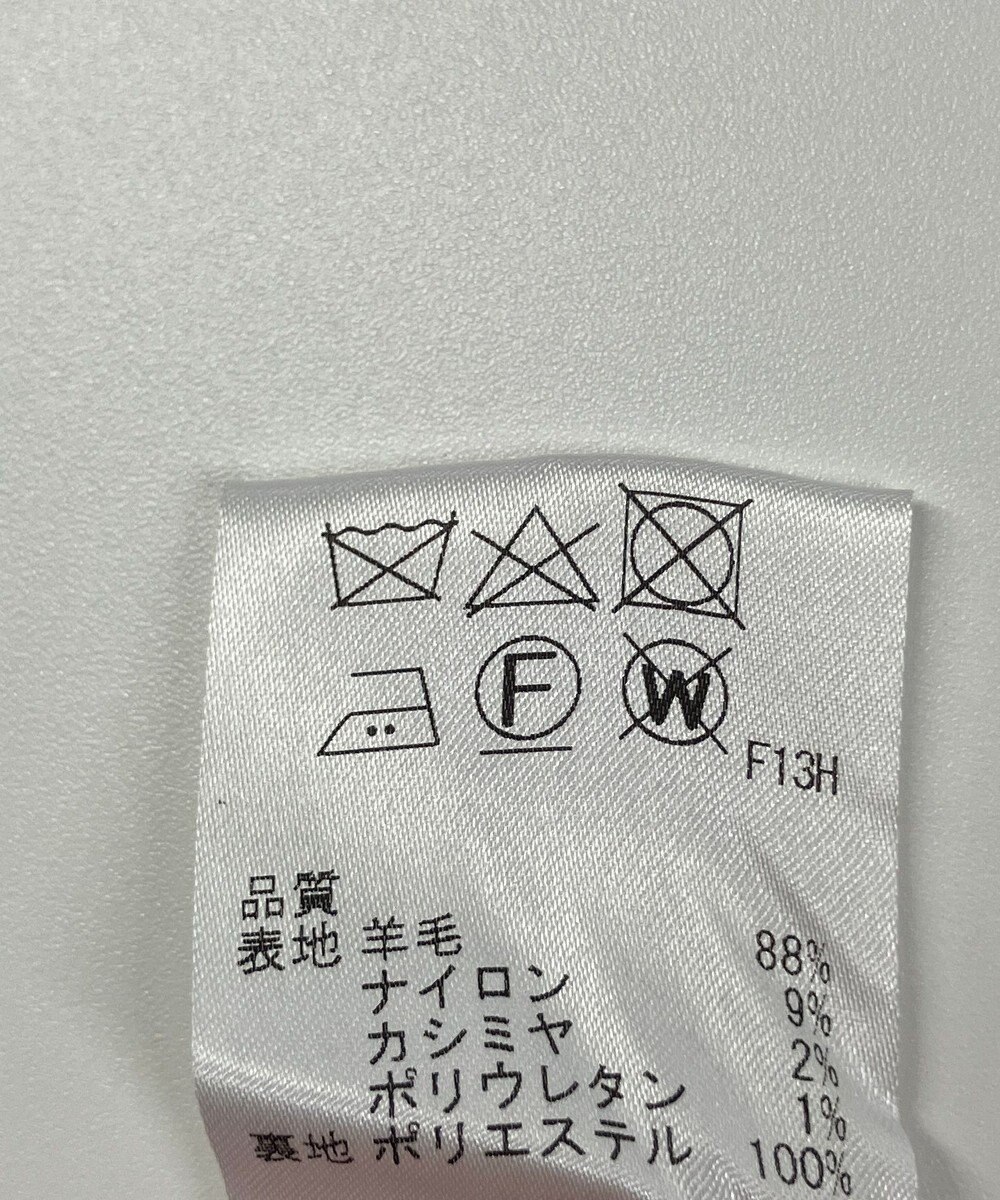 F W
F13H
品質
表地 羊毛 88%
ナイロン 9%
カシミヤ 2%
ポリウレタン 1%
裏地 ポリエステル 100%